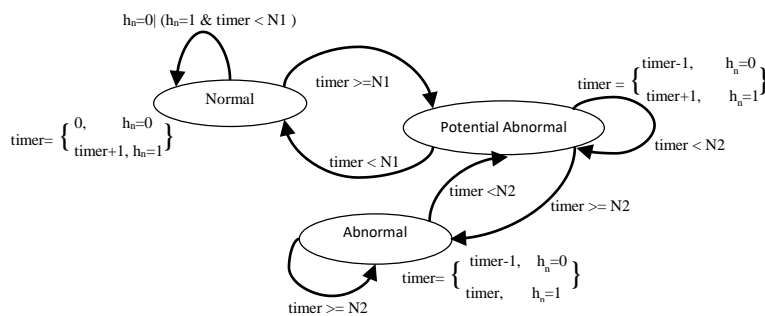 hn=0| (hn=1 & timer < N1 )
timer >=N1
Normal
timer = { timer-1, hn=0
timer+1, hn=1 }
Potential Abnormal
timer= { 0, hn=0
timer+1, hn=1 }
timer < N1
timer < N2
timer <N2
timer >= N2
Abnormal
timer= { timer-1, hn=0
timer, hn=1 }
timer >= N2